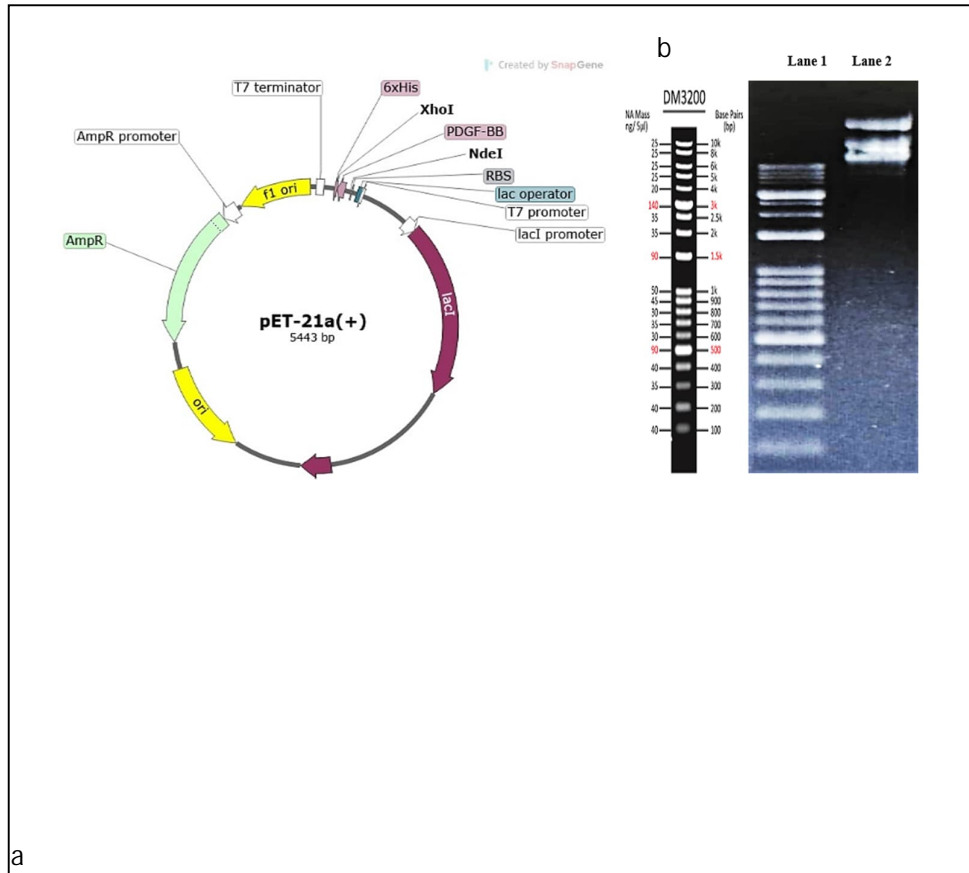 Created by SnapGene
T7 terminator
6xHis
XhoI
PDGF-BB
NdeI
RBS
lac operator
T7 promoter
lacI promoter
AmpR promoter
f1 ori
AmpR
lacI
pET-21a(+)
5443 bp
ori
a
b
Lane 1 Lane 2
DM3200
NA Mass
ng/ 5µl
Base Pairs
(bp)
25 10k
25 8k
25 6k
25 5k
20 4k
140 3k
35 2.5k
35 2k
90 1.5k
50 1k
45 900
30 800
35 700
30 600
90 500
40 400
35 300
40 200
40 100